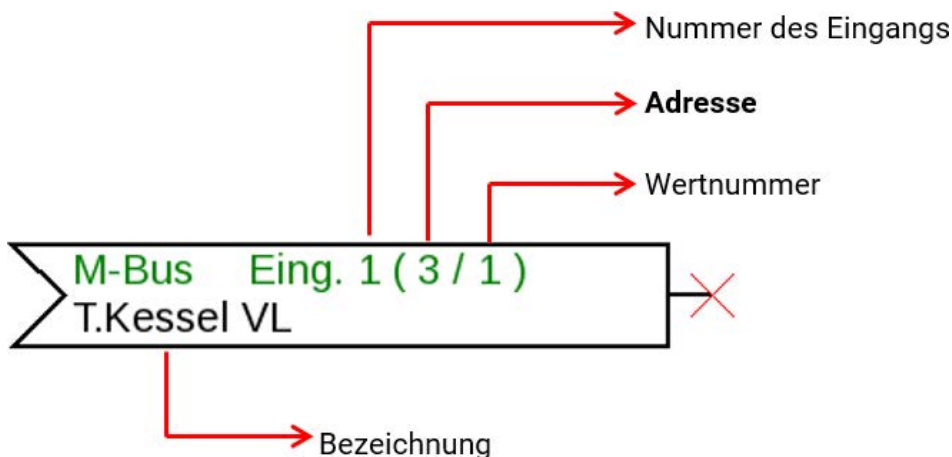 Nummer des Eingangs
Adresse
Wertnummer
M-Bus Eing. 1 ( 3 / 1 )
T.Kessel VL
Bezeichnung